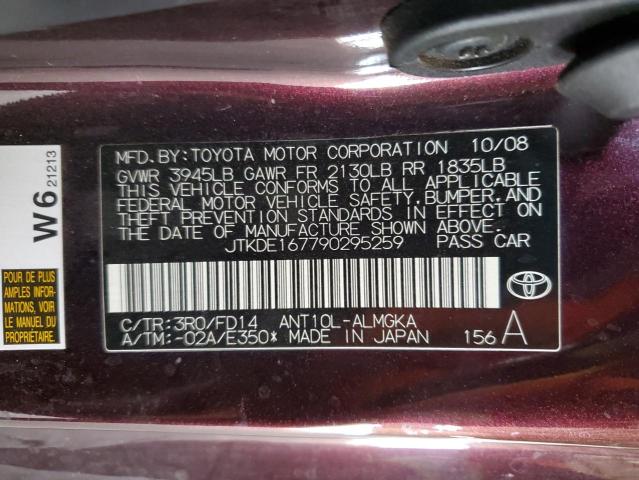 MFD.BY:TOYOTA MOTOR CORPORATION 10/08
GVWR 3945LB GAWR FR 2130LB RR 1835LB
THIS VEHICLE CONFORMS TO ALL APPLICABLE
FEDERAL MOTOR VEHICLE SAFETY,BUMPER,AND
THEFT PREVENTION STANDARDS IN EFFECT ON
THE DATE OF MANUFACTURE SHOWN ABOVE.
JTKDE167790295259 PASS CAR
C/TR:3R0/FD14 ANT10L-ALMGKA
A/TM:-02A/E350* MADE IN JAPAN 156 A
W6 21213
POUR DE PLUS
AMPLES INFO
LE MANUEL DU
PROPRIÉTAIRE.